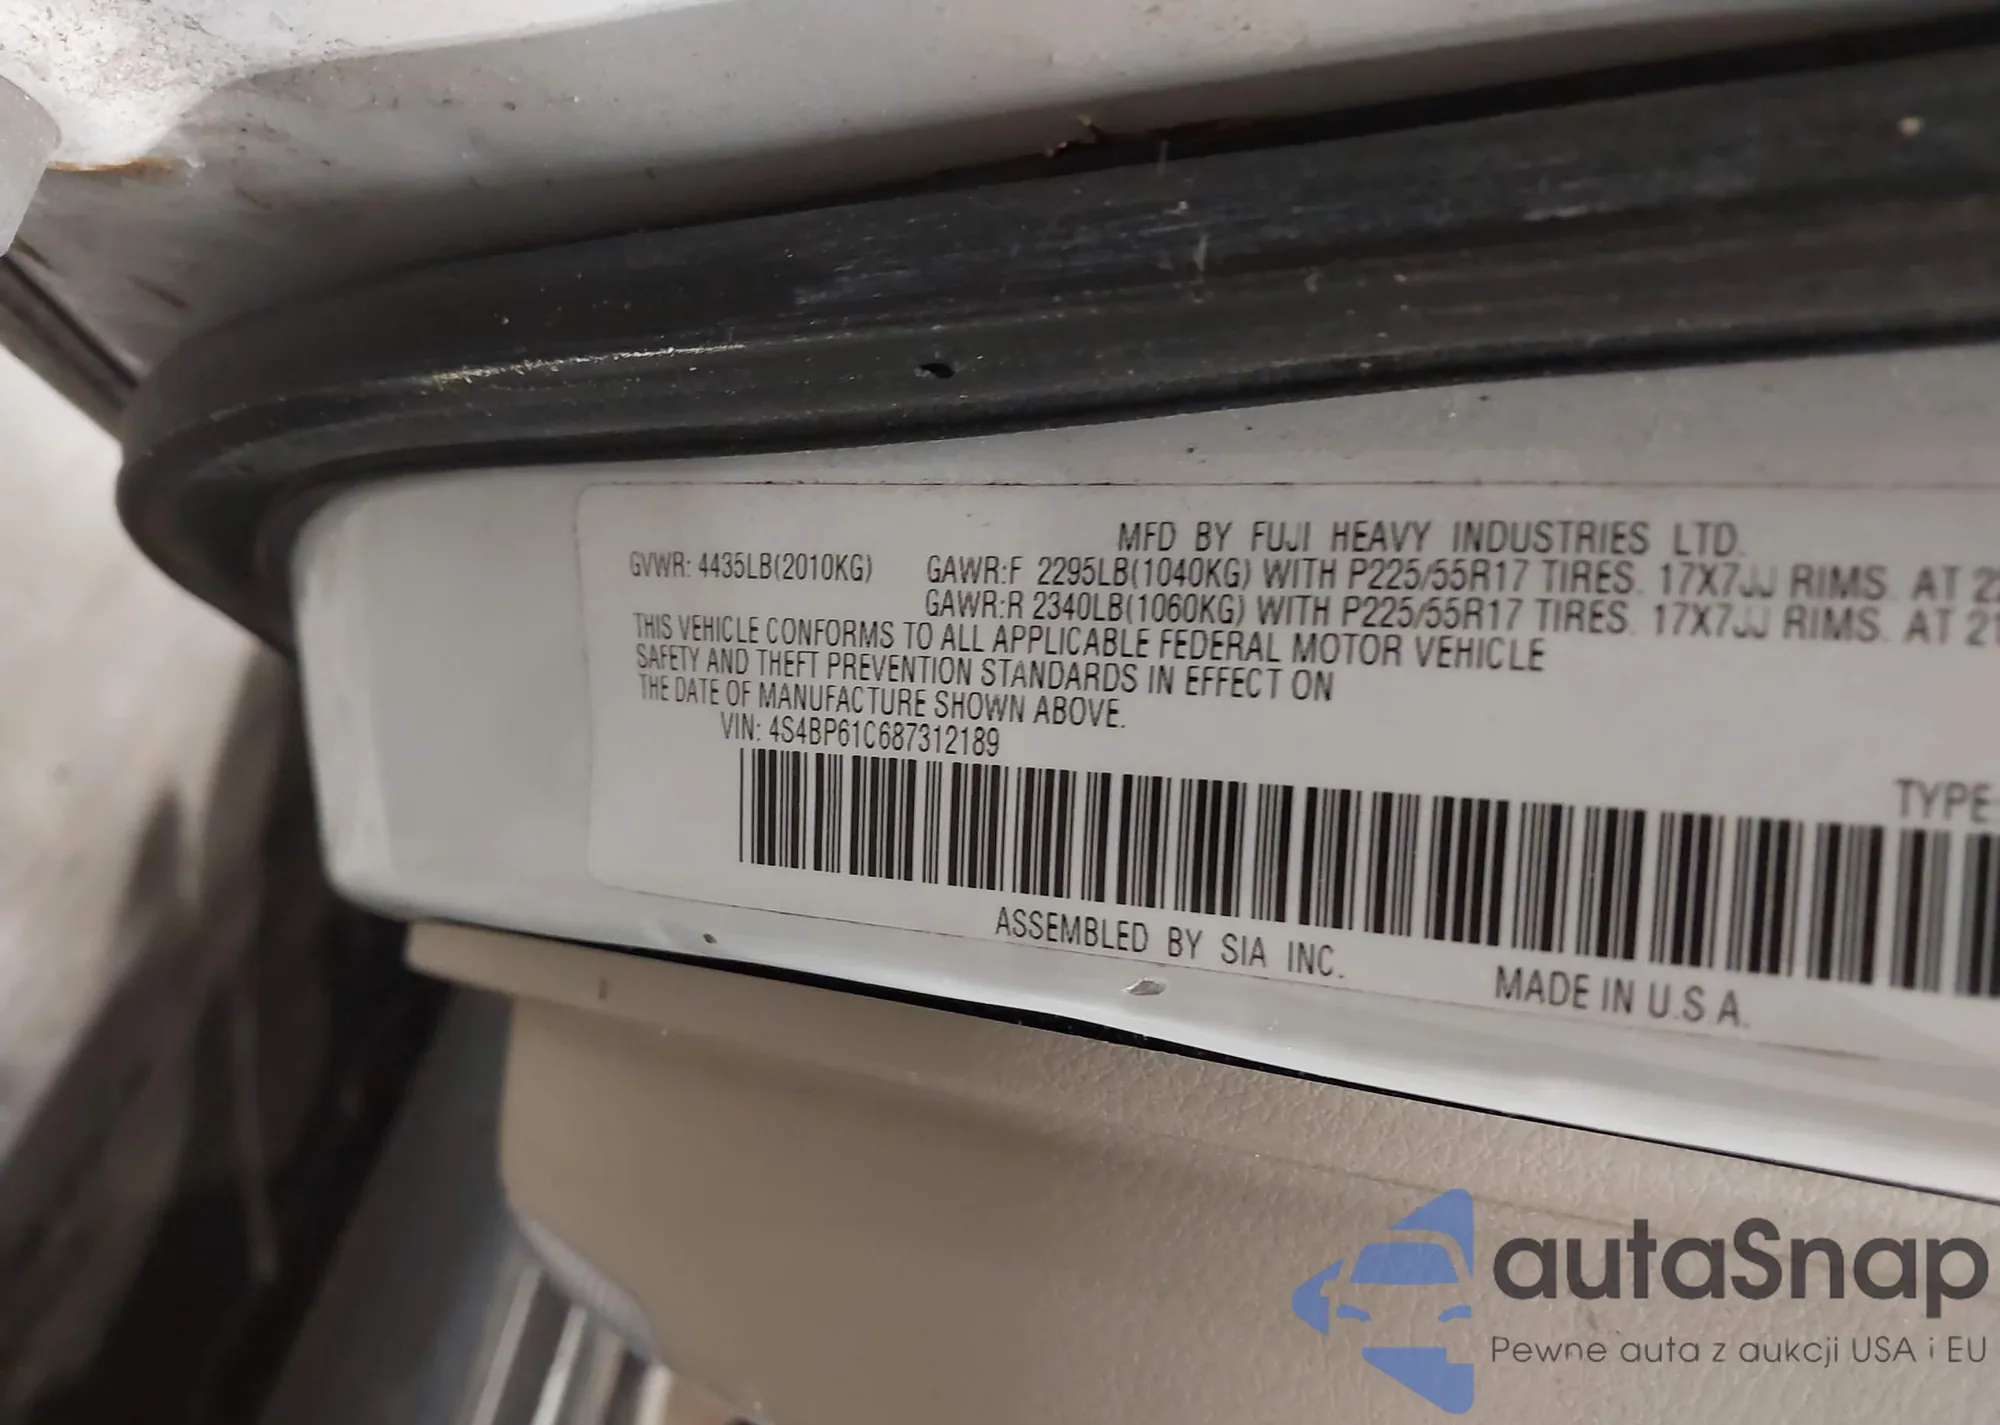 MFD BY FUJI HEAVY INDUSTRIES LTD.
GVWR: 4435LB(2010KG) GAWR:F 2295LB(1040KG) WITH P225/55R17 TIRES. 17X7JJ RIMS. AT
GAWR:R 2340LB(1060KG) WITH P225/55R17 TIRES. 17X7JJ RIMS. AT
THIS VEHICLE CONFORMS TO ALL APPLICABLE FEDERAL MOTOR VEHICLE
SAFETY AND THEFT PREVENTION STANDARDS IN EFFECT ON
THE DATE OF MANUFACTURE SHOWN ABOVE.
VIN: 4S4BP61C687312189
TYPE
ASSEMBLED BY SIA INC.
MADE IN U.S.A.
autaSnap
Pewne auta z aukcji USA i EU